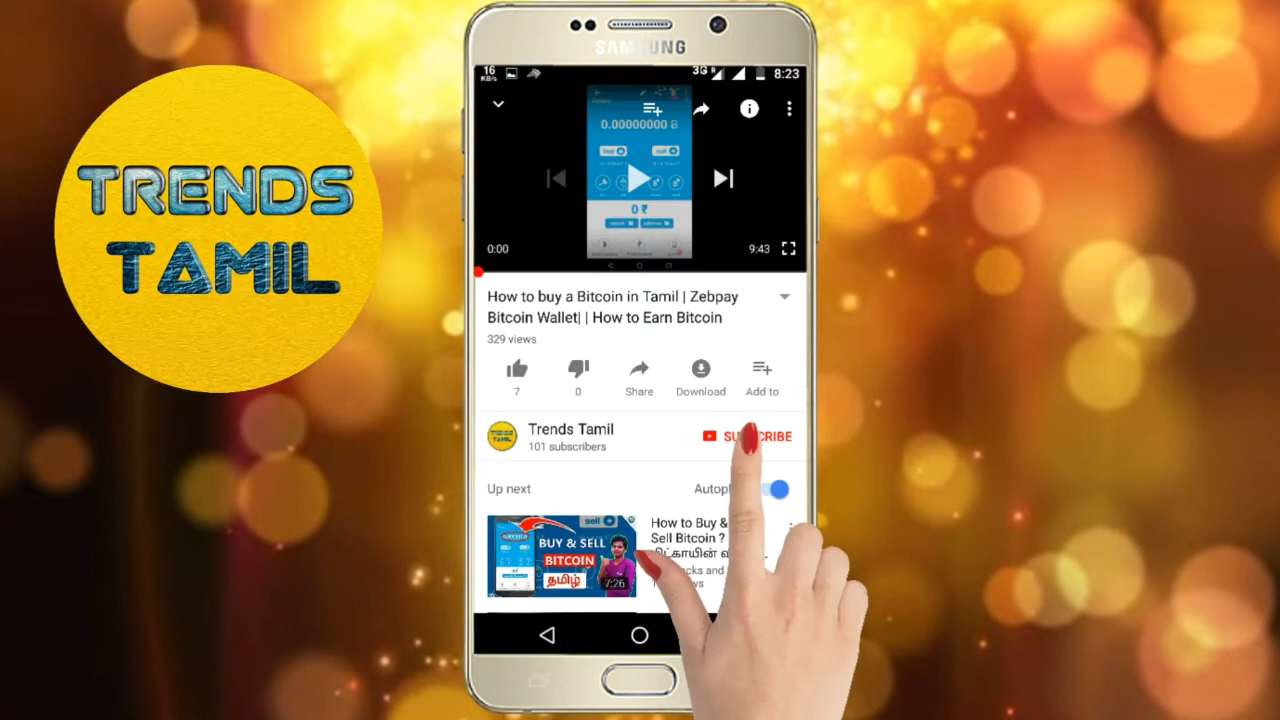 TRENDS
TAMIL
SAMSUNG
16
KB/s
3G
8:23
0.00000000 B
buy
sell
0 ₹
0:00
9:43
How to buy a Bitcoin in Tamil | Zebpay
Bitcoin Wallet| | How to Earn Bitcoin
329 views
7
0
Share
Download
Add to
Trends Tamil
101 subscribers
SU CRIBE
Up next
Autopl
sell
BUY & SELL
BITCOIN
தமிழ்
7:26
How to Buy &
Sell Bitcoin ?